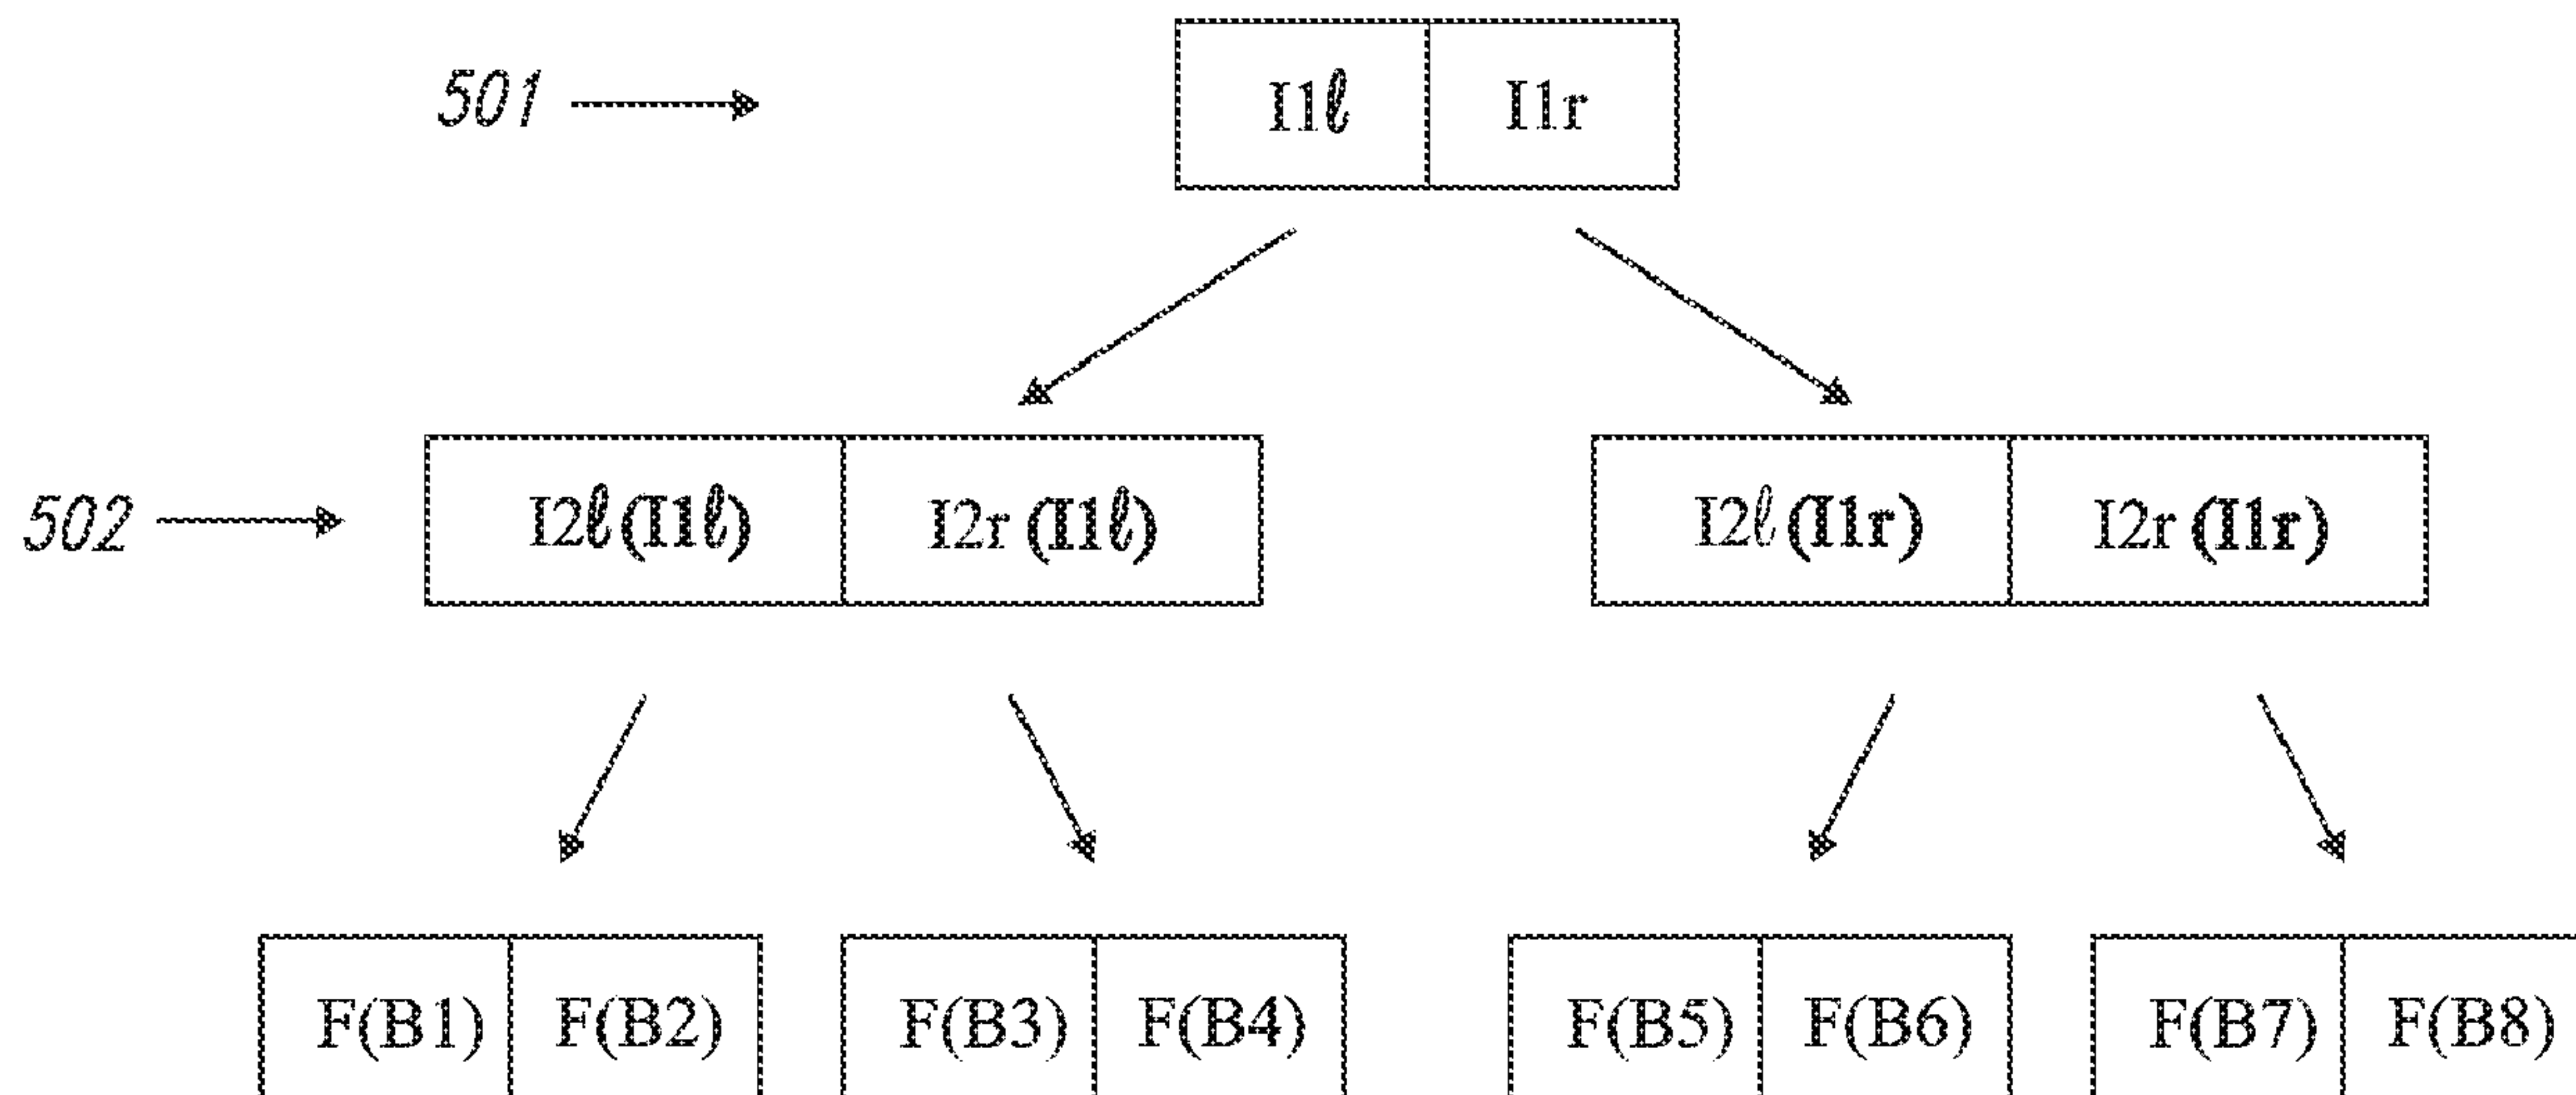 501 I1ℓ I1r
502 I2ℓ(I1ℓ) I2r (I1ℓ) I2ℓ (I1r) I2r (I1r)
F(B1) F(B2) F(B3) F(B4) F(B5) F(B6) F(B7) F(B8)